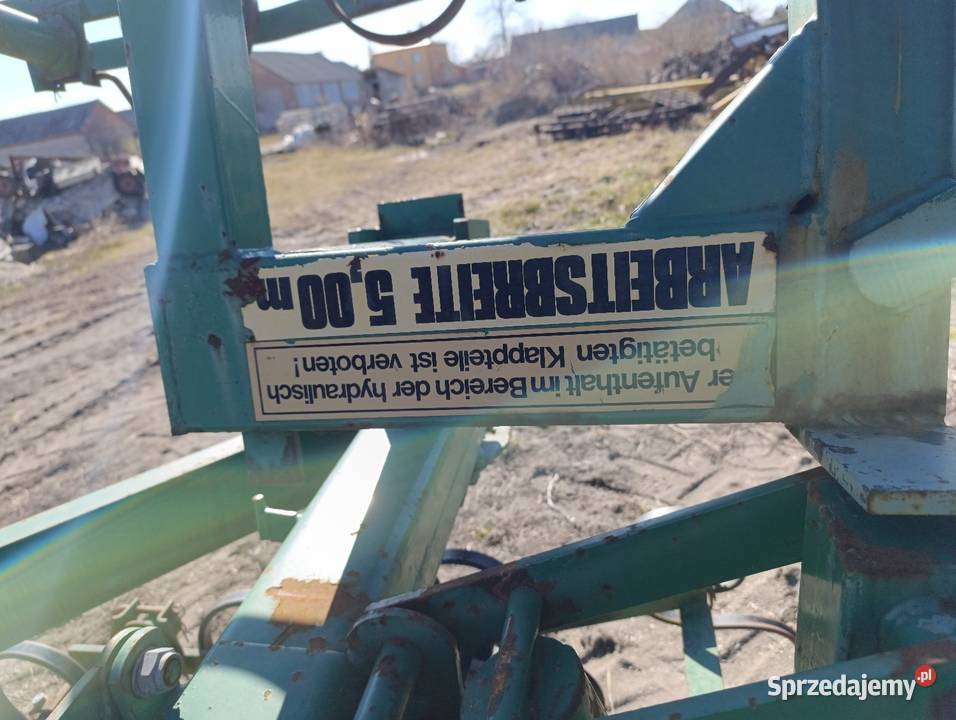 er Aufenthalt im Bereich der hydraulisch
betätigten Klappteile ist verboten!
ARBEITSBREITE 5,00 m
Sprzedajemy.pl